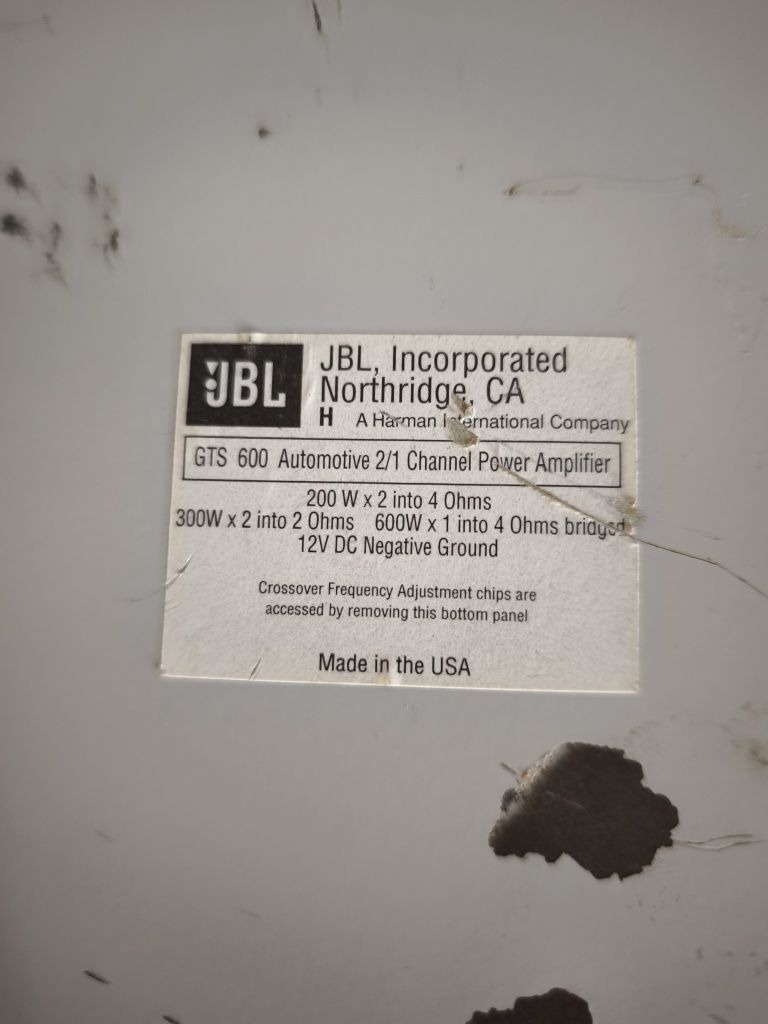 JBL
JBL, Incorporated
Northridge, CA
H A Harman International Company
GTS 600 Automotive 2/1 Channel Power Amplifier
200 W x 2 into 4 Ohms
300W x 2 into 2 Ohms 600W x 1 into 4 Ohms bridged
12V DC Negative Ground
Crossover Frequency Adjustment chips are
accessed by removing this bottom panel
Made in the USA